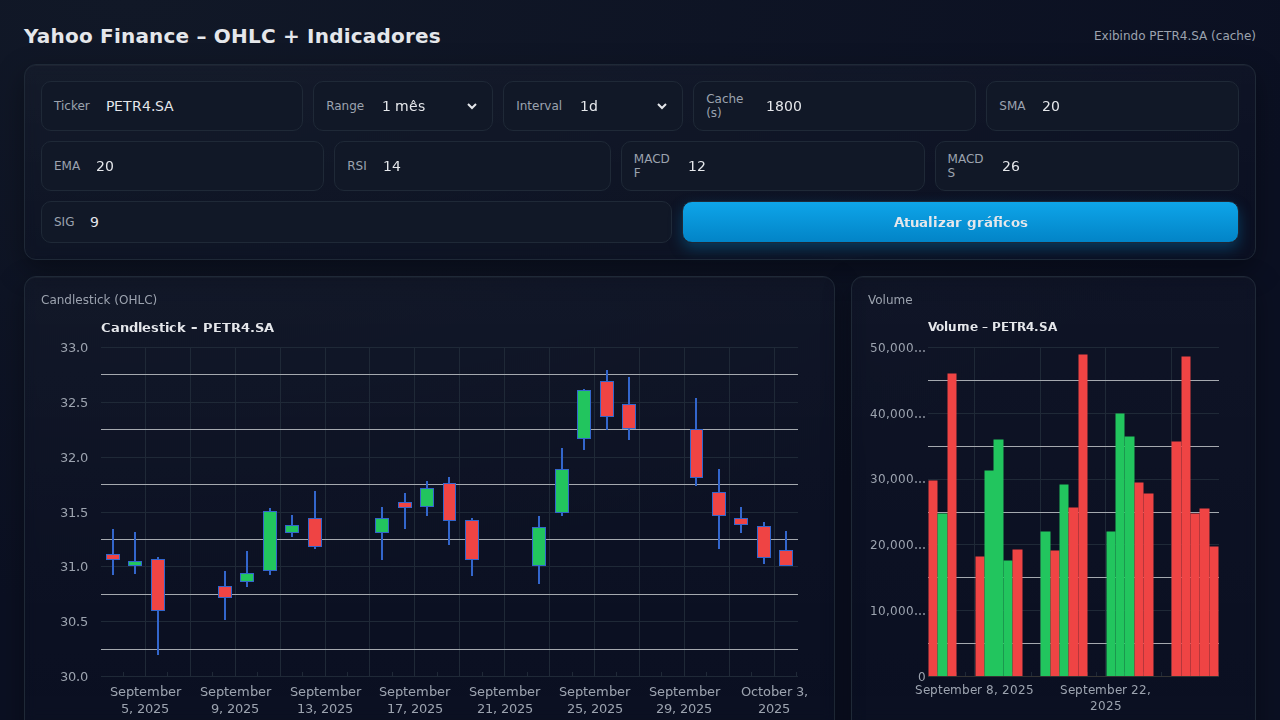 Yahoo Finance – OHLC + Indicadores
Exibindo PETR4.SA (cache)
Ticker PETR4.SA
Range 1 mês
Interval 1d
Cache
(s) 1800
SMA 20
EMA 20
RSI 14
MACD
F 12
MACD
S 26
SIG 9
Atualizar gráficos
Candlestick (OHLC)
Candlestick – PETR4.SA
33.0
32.5
32.0
31.5
31.0
30.5
30.0
September
5, 2025
September
9, 2025
September
13, 2025
September
17, 2025
September
21, 2025
September
25, 2025
September
29, 2025
October 3,
2025
Volume
Volume – PETR4.SA
50,000...
40,000...
30,000...
20,000...
10,000...
0
September 8, 2025
September 22,
2025